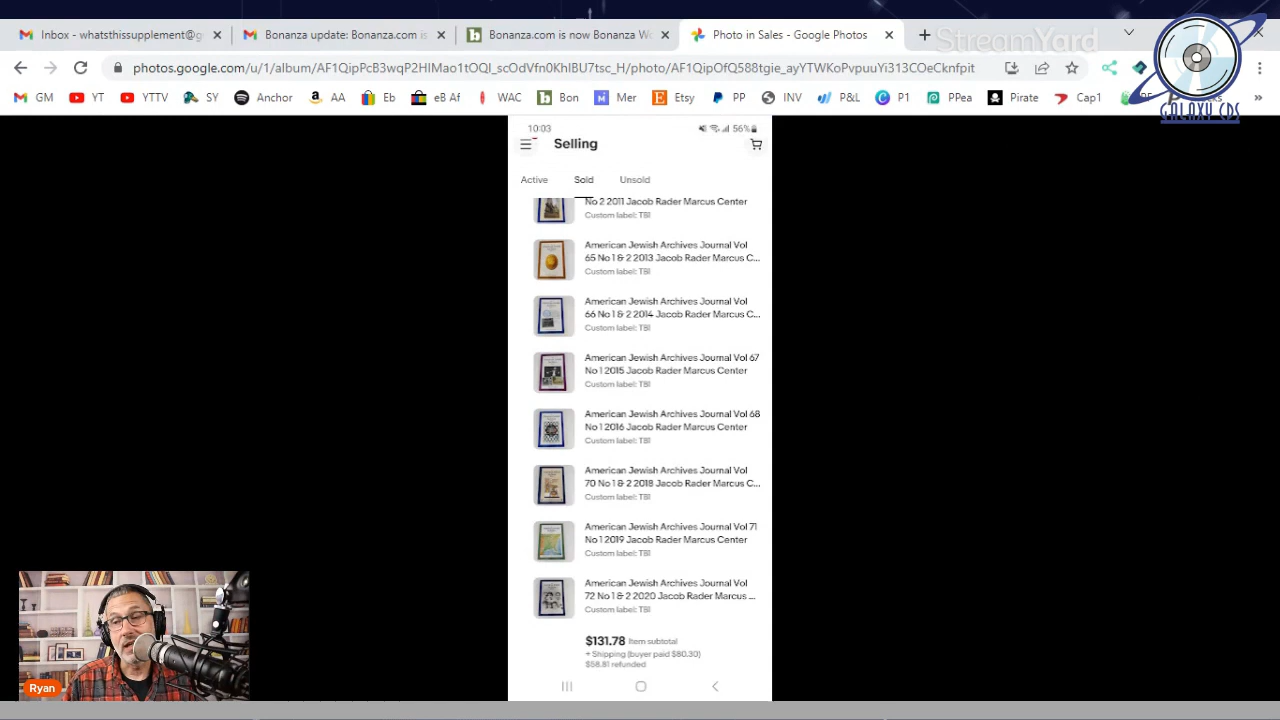 Inbox - whatsthissupplement@g
Bonanza update: Bonanza.com is
Bonanza.com is now Bonanza W
Photo in Sales - Google Photos
StreamYard
photos.google.com/u/1/album/AF1QipPcB3wqP2HlMao1tOQI_scOdVfn0KhIBU7tsc_H/photo/AF1QipOfQ588tgie_ayYTWKoPvpuuYi313COeCknfpit
GM
YT
YTTV
SY
Anchor
AA
Eb
E Af
WAC
Bon
Mer
Etsy
PP
INV
P&L
P1
PPea
Pirate
Cap1
GALAXY CDS
10:03
56%
Selling
Active
Sold
Unsold
No 2 2011 Jacob Rader Marcus Center
Custom label: TBI
American Jewish Archives Journal Vol
65 No 1 & 2 2013 Jacob Rader Marcus C...
Custom label: TBI
American Jewish Archives Journal Vol
66 No 1 & 2 2014 Jacob Rader Marcus C...
Custom label: TBI
American Jewish Archives Journal Vol 67
No 1 2015 Jacob Rader Marcus Center
Custom label: TBI
American Jewish Archives Journal Vol 68
No 1 2016 Jacob Rader Marcus Center
Custom label: TBI
American Jewish Archives Journal Vol
70 No 1 & 2 2018 Jacob Rader Marcus C...
Custom label: TBI
American Jewish Archives Journal Vol 71
No 1 2019 Jacob Rader Marcus Center
Custom label: TBI
American Jewish Archives Journal Vol
72 No 1 & 2 2020 Jacob Rader Marcus ...
Custom label: TBI
$131.78 Item subtotal
+ Shipping (buyer paid $80.30)
$58.81 refunded
Ryan